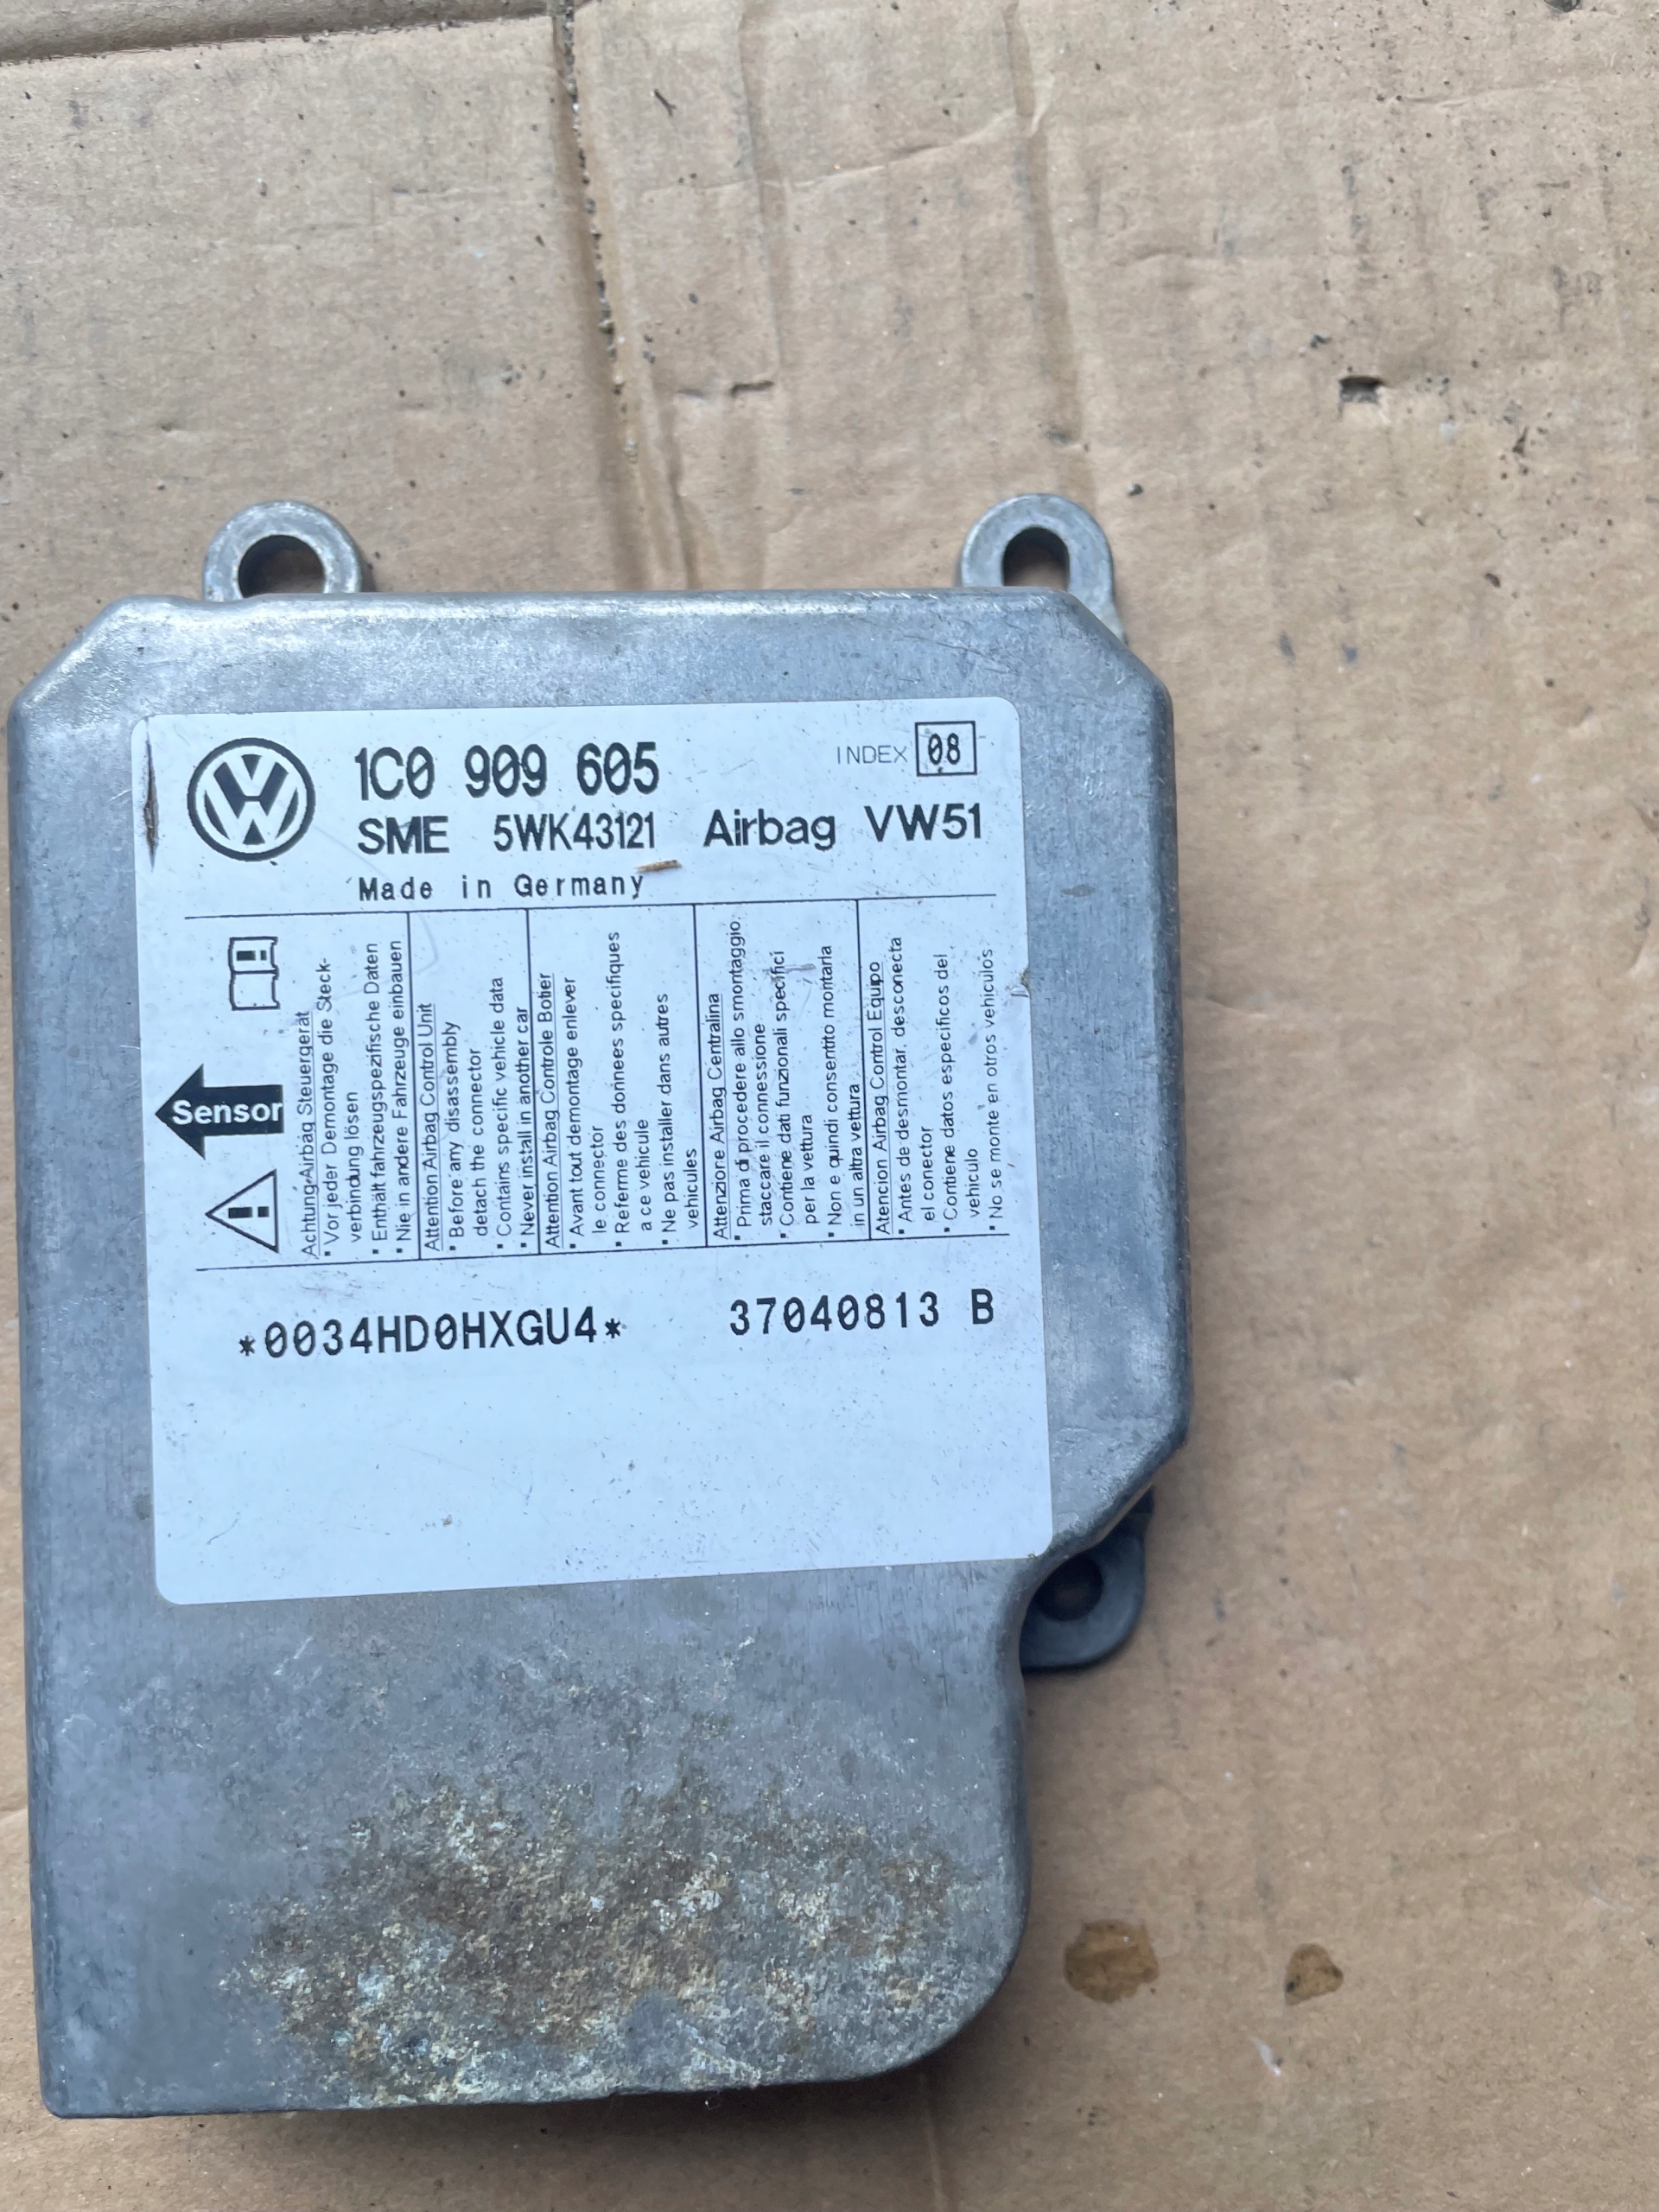 1C0 909 605
INDEX 08
SME 5WK43121 Airbag VW51
Made in Germany
Sensor
Achtung Airbag Steuergerät
• Vor jeder Demontage die Steck-
verbindung lösen
• Enthält fahrzeugspezifische Daten
• Nie in andere Fahrzeuge einbauen
Attention Airbag Control Unit
• Before any disassembly
detach the connector
• Contains specific vehicle data
• Never install in another car
Attention Airbag Controle Botier
• Avant tout demontage enlever
le connector
• Referme des donnees specifiques
a ce vehicule
• Ne pas installer dans autres
vehicules
Attenzione Airbag Centralina
• Prima di procedere allo smontaggio
staccare il connessione
• Contiene dati funzionali specifici
per la vettura
• Non e quindi consentito montarla
in un altra vettura
Atencion Airbag Control Equipo
• Antes de desmontar, desconecta
el conector
• Contiene datos especificos del
vehiculo
• No se monte en otros vehiculos
*0034HD0HXGU4* 37040813 B